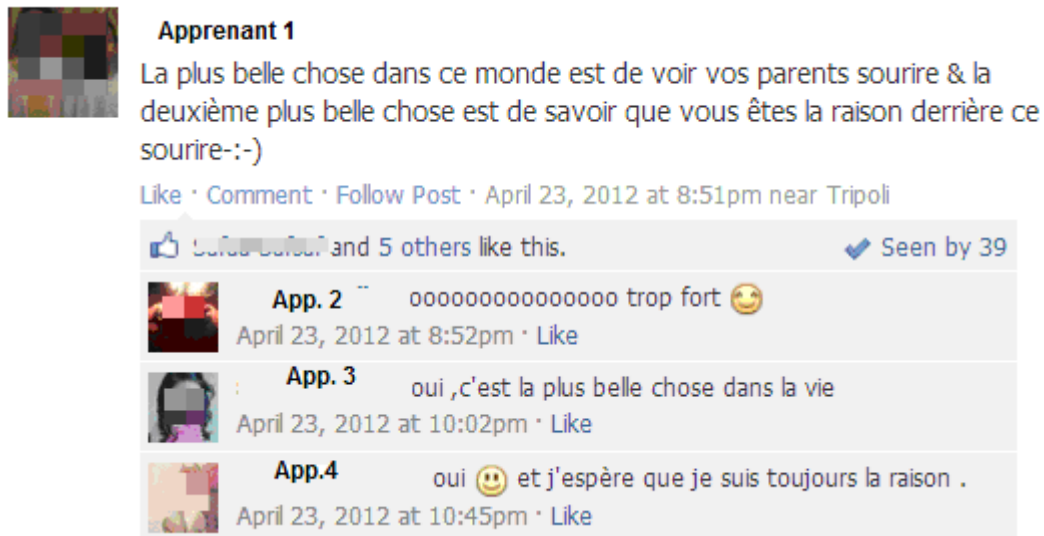 Apprenant 1
La plus belle chose dans ce monde est de voir vos parents sourire & la
deuxième plus belle chose est de savoir que vous êtes la raison derrière ce
sourire-:-)
Like · Comment · Follow Post · April 23, 2012 at 8:51pm near Tripoli
and 5 others like this. Seen by 39
App. 2 ooooooooooooooo trop fort
April 23, 2012 at 8:52pm · Like
App. 3 oui ,c'est la plus belle chose dans la vie
April 23, 2012 at 10:02pm · Like
App.4 oui et j'espère que je suis toujours la raison .
April 23, 2012 at 10:45pm · Like